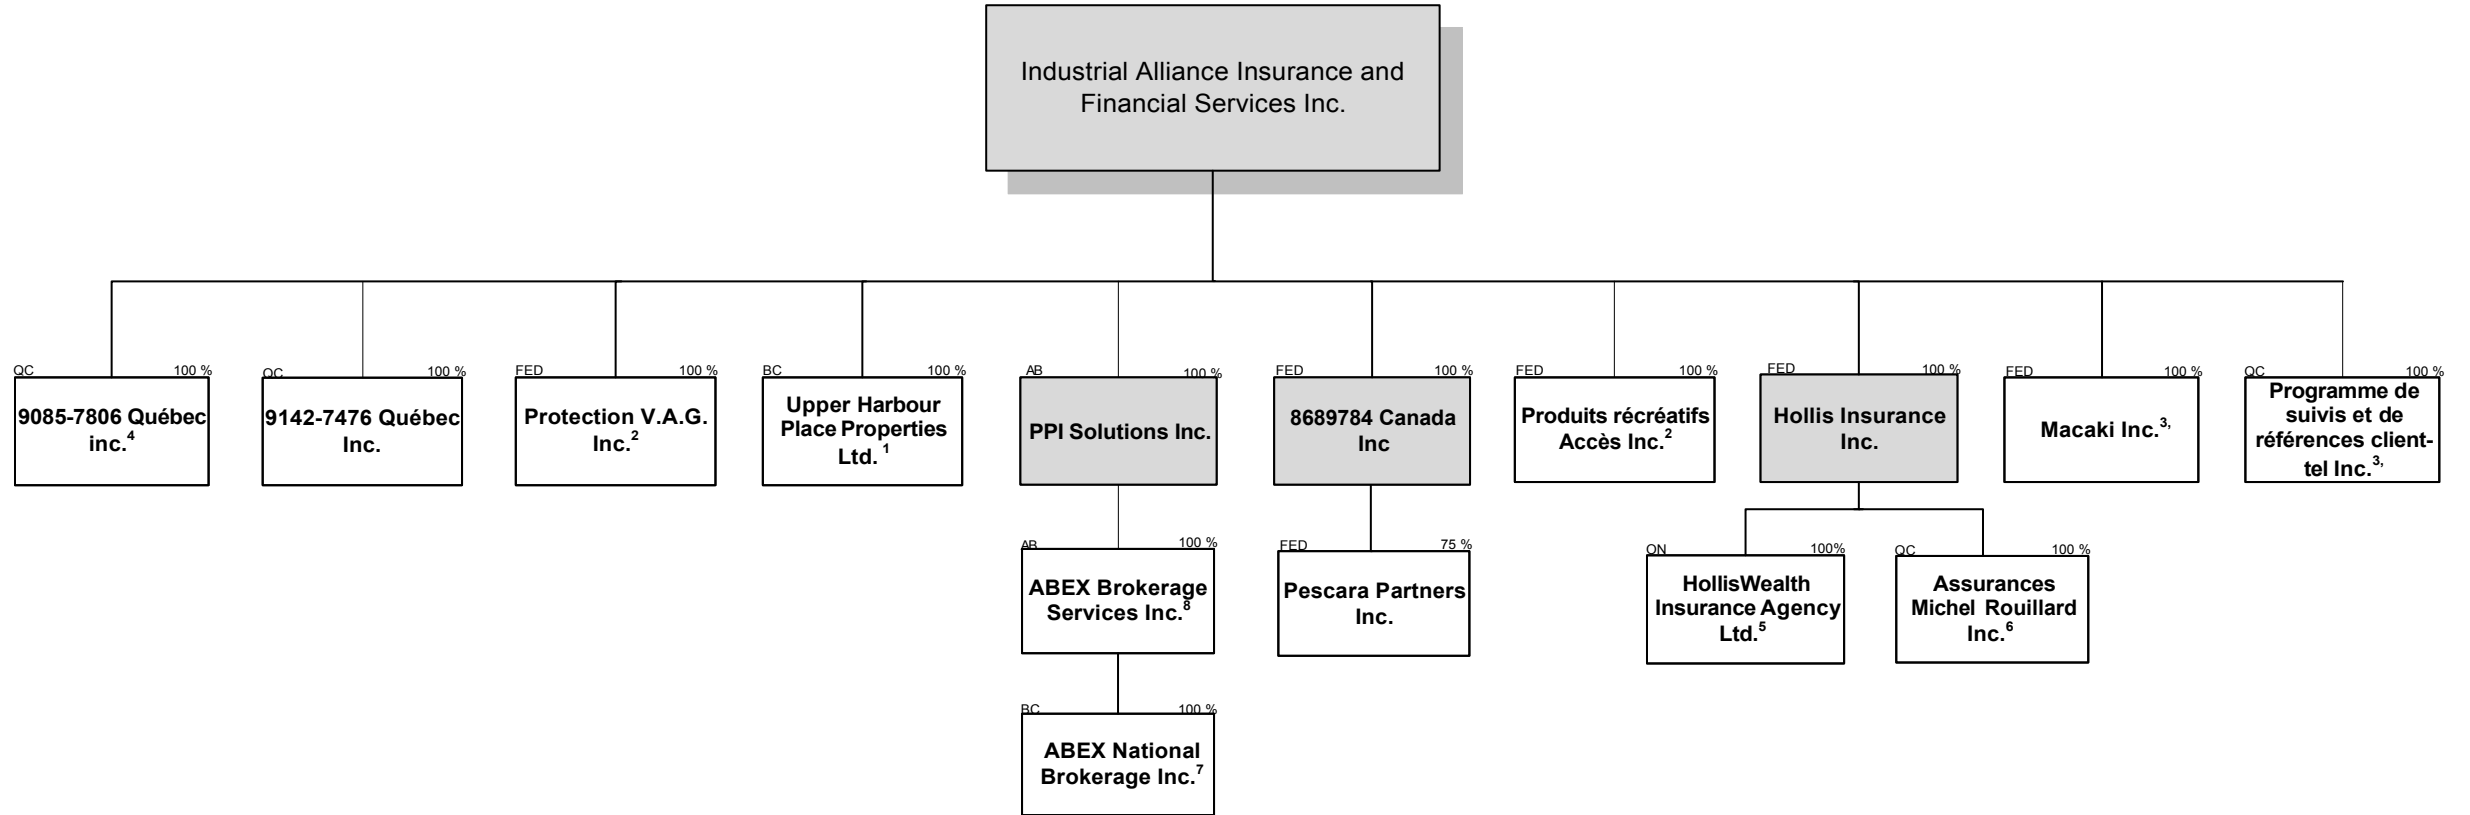 Industrial Alliance Insurance and
Financial Services Inc.
QC 100 %
9085-7806 Québec
inc.4
QC 100 %
9142-7476 Québec
Inc.
FED 100 %
Protection V.A.G.
Inc.2
BC 100 %
Upper Harbour
Place Properties
Ltd. 1
AB 100 %
PPI Solutions Inc.
FED 100 %
8689784 Canada
Inc
FED 100 %
Produits récréatifs
Accès Inc.2
FED 100 %
Hollis Insurance
Inc.
FED 100 %
Macaki Inc.3,
QC 100 %
Programme de
suivis et de
références client-
tel Inc.3,
AB 100 %
ABEX Brokerage
Services Inc.8
FED 75 %
Pescara Partners
Inc.
ON 100%
HollisWealth
Insurance Agency
Ltd.5
QC 100 %
Assurances
Michel Rouillard
Inc.6
BC 100 %
ABEX National
Brokerage Inc.7